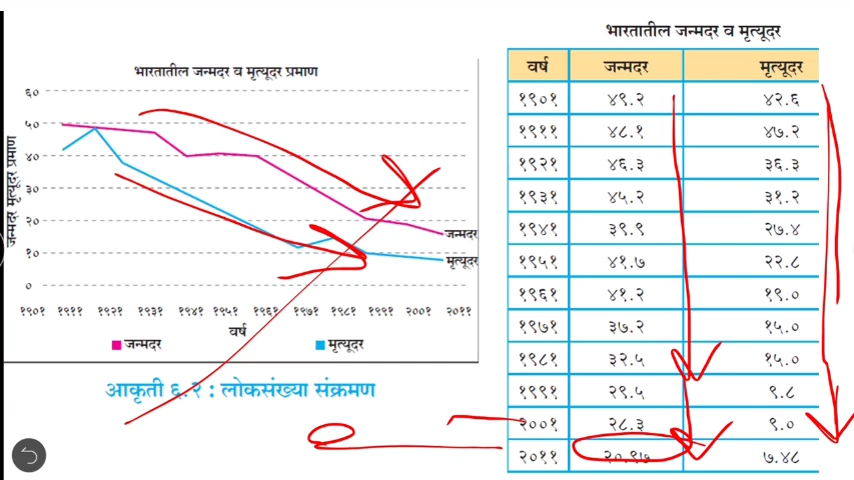 भारतातील जन्मदर व मृत्यूदर प्रमाण
जन्मदर मृत्यूदर प्रमाण
६०
५०
४०
३०
२०
१०
०
जन्मदर
मृत्यूदर
१९०१ १९११ १९२१ १९३१ १९४१ १९५१ १९६१ १९७१ १९८१ १९९१ २००१ २०११
वर्ष
जन्मदर मृत्यूदर
आकृती ६.२ : लोकसंख्या संक्रमण
भारतातील जन्मदर व मृत्यूदर
वर्ष जन्मदर मृत्यूदर
१९०१ ४९.२ ४२.६
१९११ ४८.१ ४७.२
१९२१ ४६.३ ३६.३
१९३१ ४५.२ ३१.२
१९४१ ३९.९ २७.४
१९५१ ४१.७ २२.८
१९६१ ४१.२ १९.०
१९७१ ३७.२ १५.०
१९८१ ३२.५ १५.०
१९९१ २९.५ ९.८
२००१ २८.३ ९.०
२०११ २०.९७ ७.४८